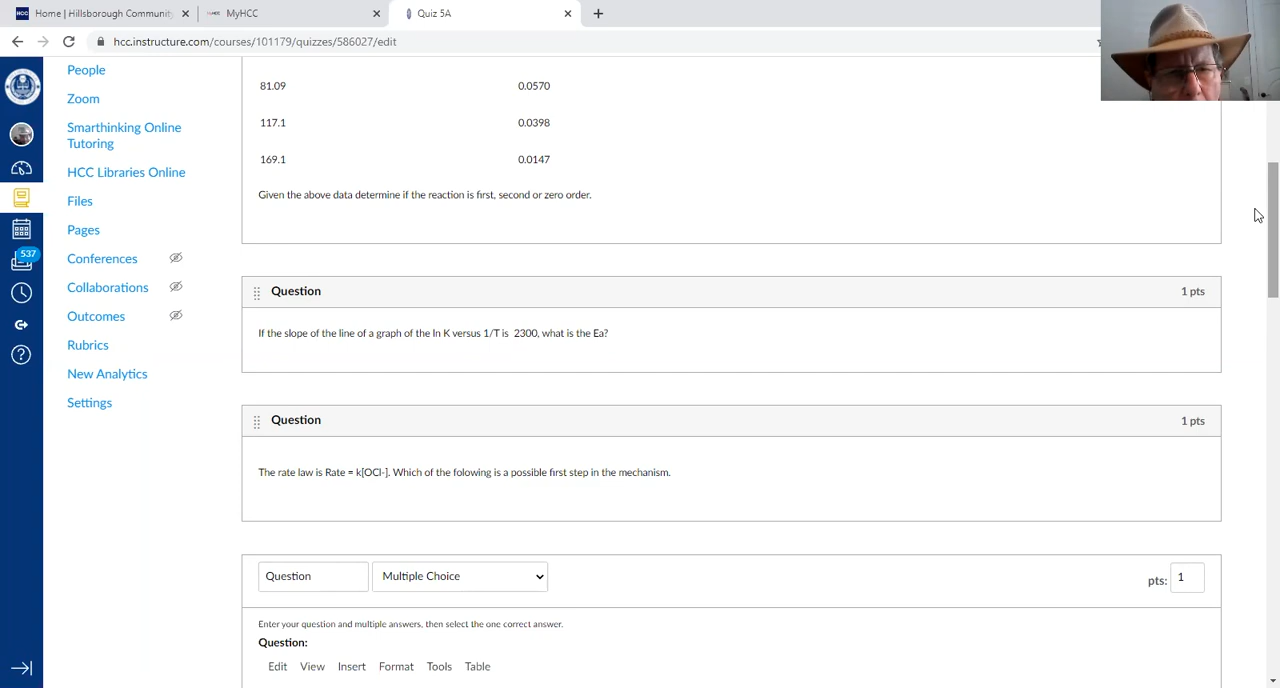 Home | Hillsborough Communit
MyHCC
Quiz 5A
hcc.instructure.com/courses/101179/quizzes/586027/edit
People
Zoom
Smarthinking Online
Tutoring
HCC Libraries Online
Files
Pages
Conferences
Collaborations
Outcomes
Rubrics
New Analytics
Settings
537
81.09 0.0570
117.1 0.0398
169.1 0.0147
Given the above data determine if the reaction is first, second or zero order.
Question 1 pts
If the slope of the line of a graph of the ln K versus 1/T is 2300, what is the Ea?
Question 1 pts
The rate law is Rate = k[OCl-]. Which of the folowing is a possible first step in the mechanism.
Question Multiple Choice pts: 1
Enter your question and multiple answers, then select the one correct answer.
Question:
Edit View Insert Format Tools Table